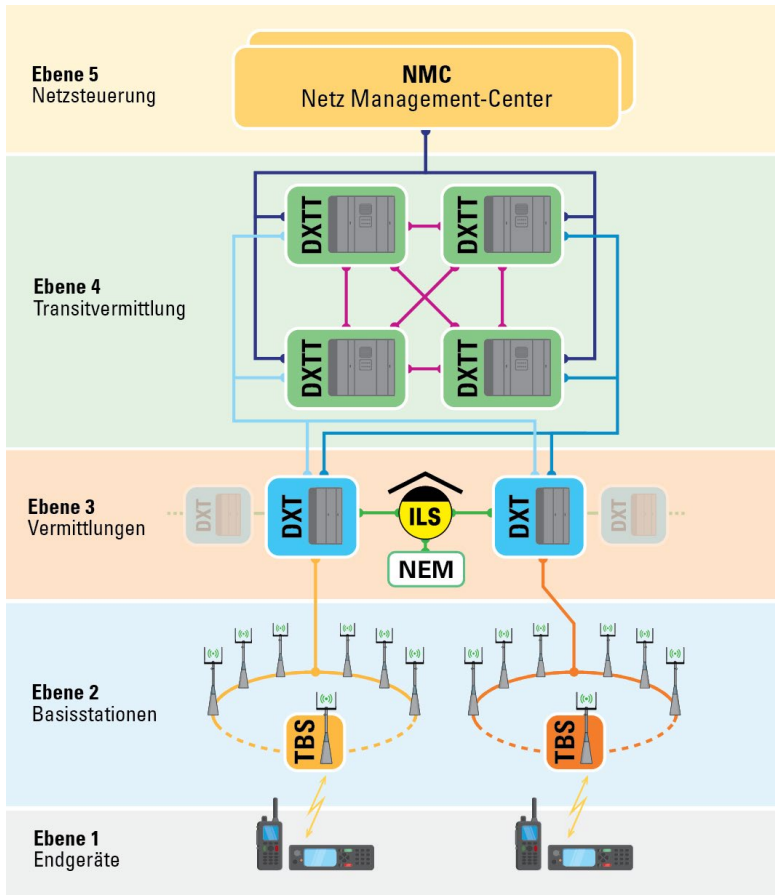 Ebene 5
Netzsteuerung
NMC
Netz Management-Center
Ebene 4
Transitvermittlung
DXTT
DXTT
DXTT
DXTT
Ebene 3
Vermittlungen
DXT
DXT
ILS
NEM
DXT
DXT
Ebene 2
Basisstationen
TBS
TBS
Ebene 1
Endgeräte